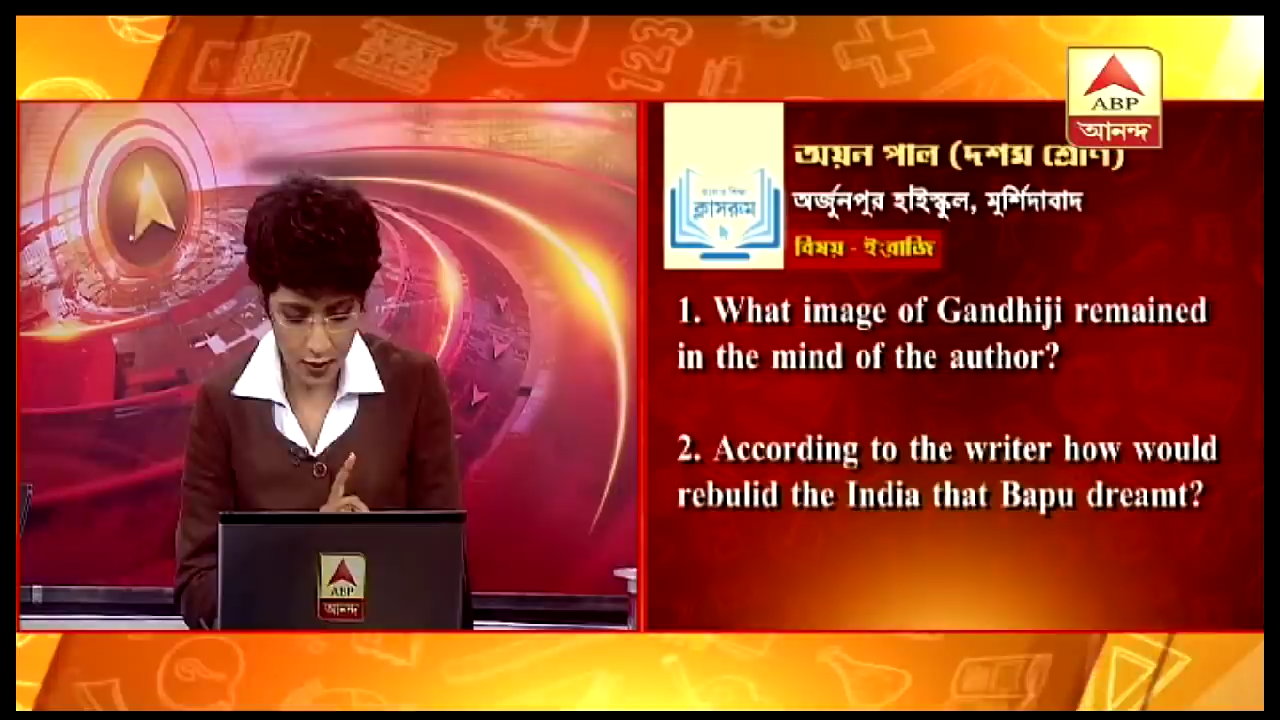 ABP
আনন্দ
অয়ন পাল (দশম শ্রেণি)
ক্লাসরুম
অর্জুনপুর হাইস্কুল, মুর্শিদাবাদ
বিষয় - ইংরাজি
1. What image of Gandhiji remained
in the mind of the author?
2. According to the writer how would
rebulid the India that Bapu dreamt?
ABP
আনন্দ
123